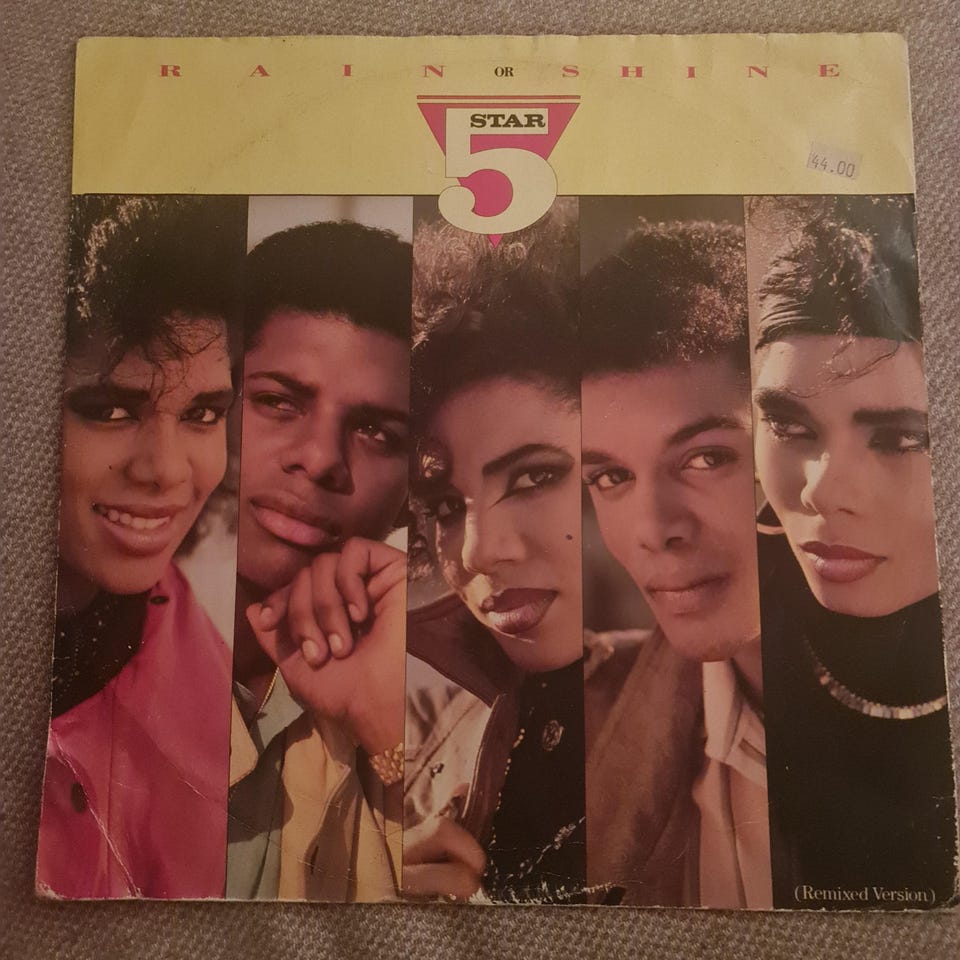 RAIN OR SHINE
STAR
5
44.00
(Remixed Version)